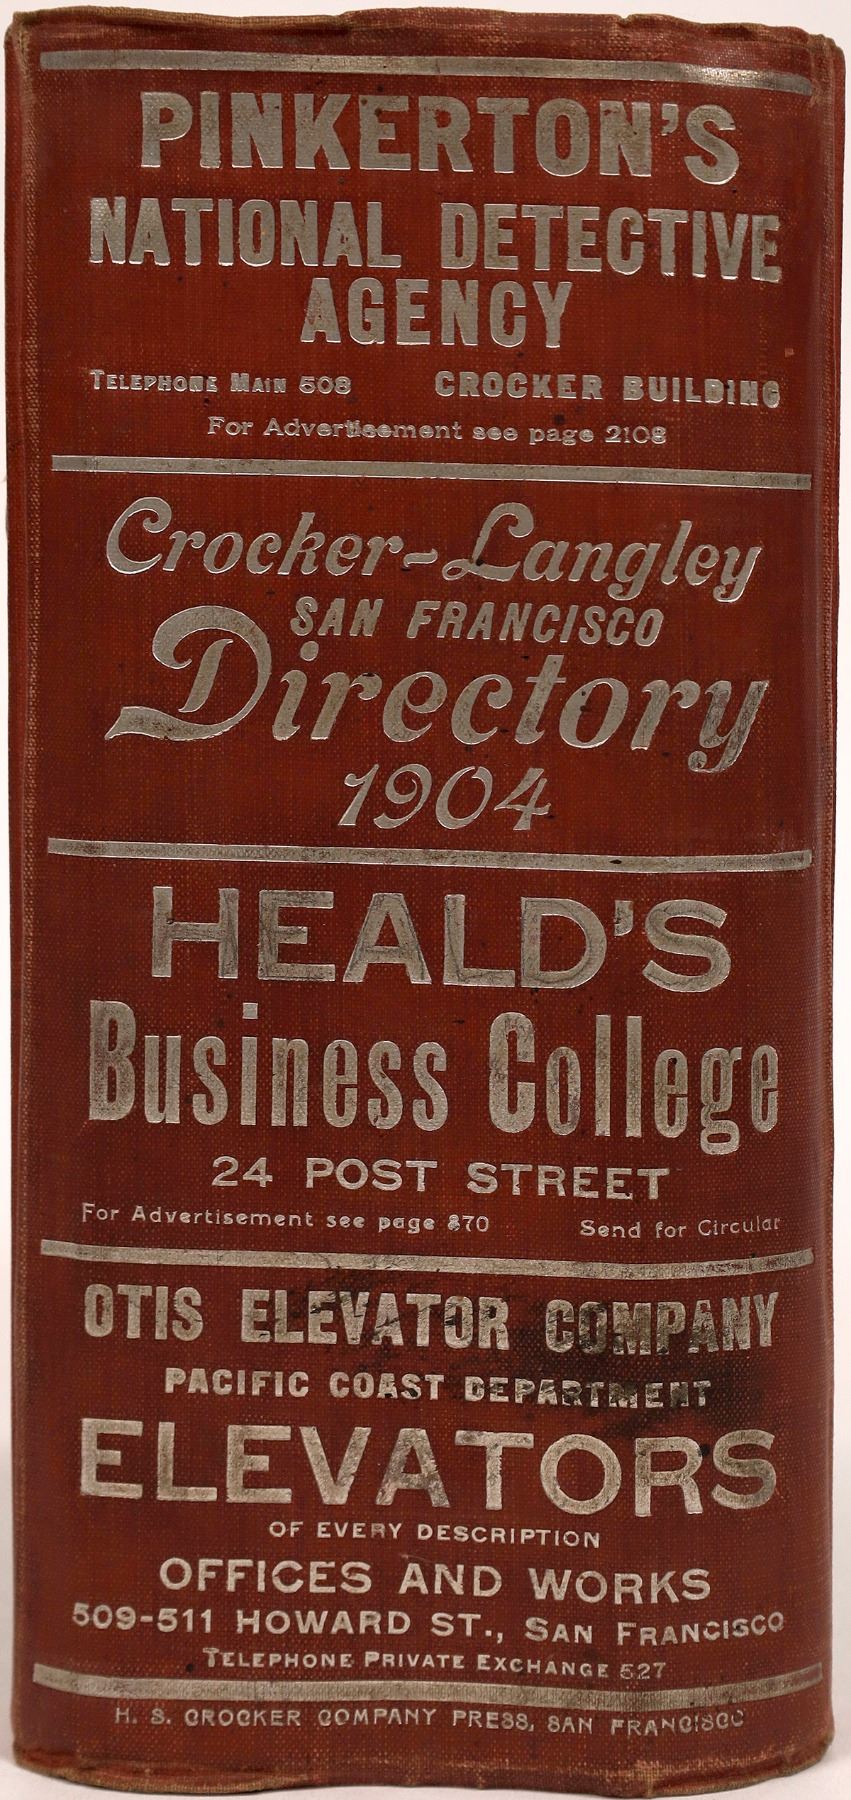 PINKERTON'S
NATIONAL DETECTIVE
AGENCY
TELEPHONE MAIN 508 CROCKER BUILDING
For Advertisement see page 2108
Crocker-Langley
SAN FRANCISCO
Directory
1904
HEALD'S
Business College
24 POST STREET
For Advertisement see page 370 Send for Circular
OTIS ELEVATOR COMPANY
PACIFIC COAST DEPARTMENT
ELEVATORS
OF EVERY DESCRIPTION
OFFICES AND WORKS
509-511 HOWARD ST., SAN FRANCISCO
TELEPHONE PRIVATE EXCHANGE 527
H. S. CROCKER COMPANY PRESS, SAN FRANCISCO